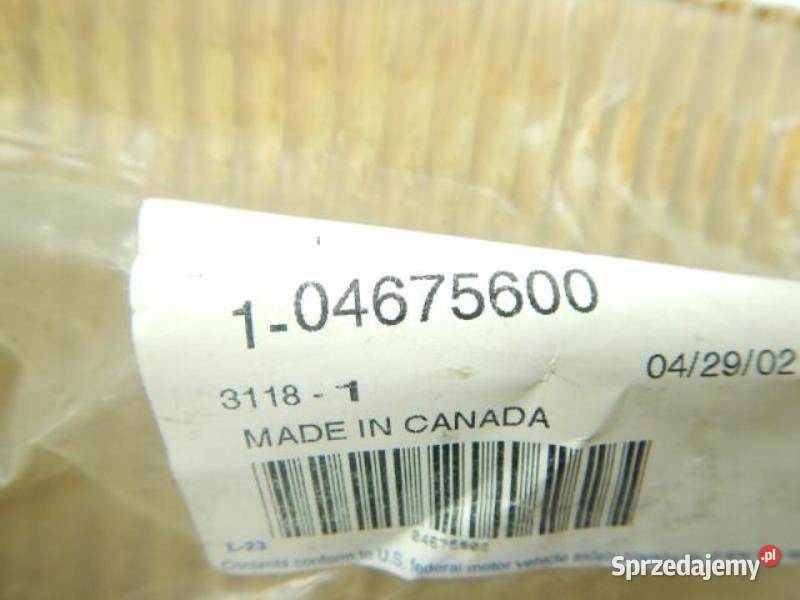 1-04675600
04/29/02
3118 - 1
MADE IN CANADA
L-23
04675600
Contents conform to U.S. federal motor vehicle
Sprzedajemy.pl